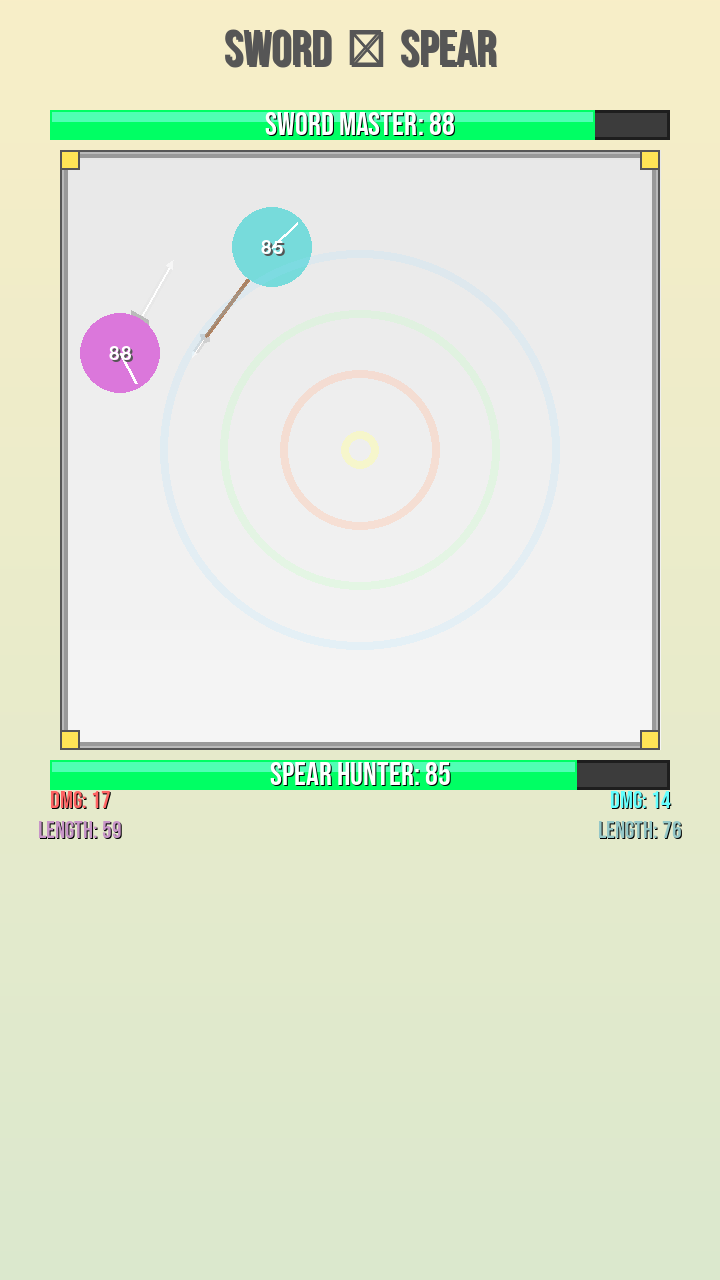 SWORD ⚔ SPEAR
SWORD MASTER: 88
85
88
SPEAR HUNTER: 85
DMG: 17
DMG: 14
LENGTH: 59
LENGTH: 76